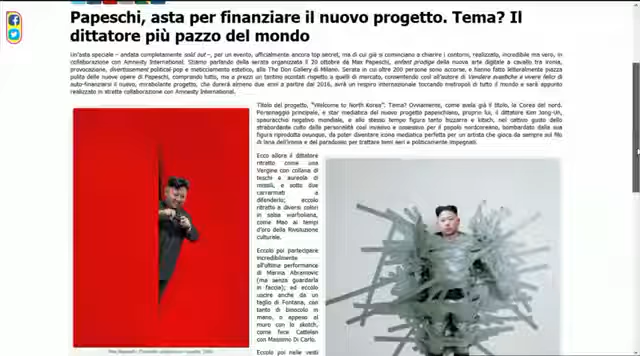 Papeschi, asta per finanziare il nuovo progetto. Tema? Il
dittatore più pazzo del mondo
Un'asta speciale – andata completamente sold out –, per un evento, ufficialmente ancora top secret, ma di cui già si cominciano a chiarire i contorni, realizzato, incredibile ma vero, in
collaborazione con Amnesty International. Stiamo parlando della serata organizzata il 20 ottobre da Max Papeschi, enfant prodige della nuova arte digitale a cavallo tra ironia,
provocazione, divertissement political pop e rimescolamento estetico, alla The Don Gallery di Milano. Serata in cui oltre 200 persone sono accorse, e hanno fatto letteralmente piazza
pulita delle nuove opere di Papeschi, comprando tutto, ma a prezzi un tantino scontati rispetto a quelli di mercato, consentendo così all'autore di Vendere svastiche e vivere felici di
auto-finanziarsi il nuovo, mirabolante progetto, che durerà almeno due anni a partire dal 2016, avrà un respiro internazionale toccando metropoli di tutto il mondo e sarà appunto
realizzato in stretta collaborazione con Amnesty International.
Titolo del progetto, "Welcome to North Korea". Tema? Ovviamente, come svela già il titolo, la Corea del nord.
Personaggio principale, e star mediatica del nuovo progetto papeschiano, proprio lui, il dittatore Kim Jong-Un,
spauracchio negativo mondiale, e allo stesso tempo figura tanto bizzarra e kitsch, nel cattivo gusto dello
strabordante culto della personalità così invasivo e ossessivo per il popolo nordcoreano, bombardato dalla sua
figura riprodotta ovunque, da poter diventare icona mediatica perfetta per un artista che gioca da sempre sul filo
di lana dell'ironia e del paradosso per trattare temi seri e politicamente impegnati.
Ecco allora il dittatore
ritratto come una
Vergine con collana di
teschi e aureola di
missili, e sotto due
carrarmati a
difenderlo; eccolo
ritratto a diversi colori
in salsa warholiana,
come Mao ai tempi
d'oro della Rivoluzione
culturale.
Eccolo poi partecipare
incredibilmente
all'ultima performance
di Marina Abramovic
(ma senza guardarla
in faccia); ed eccolo
uscire anche da un
taglio di Fontana, con
tanto di binocolo in
mano, o appeso al
muro con lo skotch,
come fece Cattelan
con Massimo Di Carlo.
Eccolo poi nelle vesti